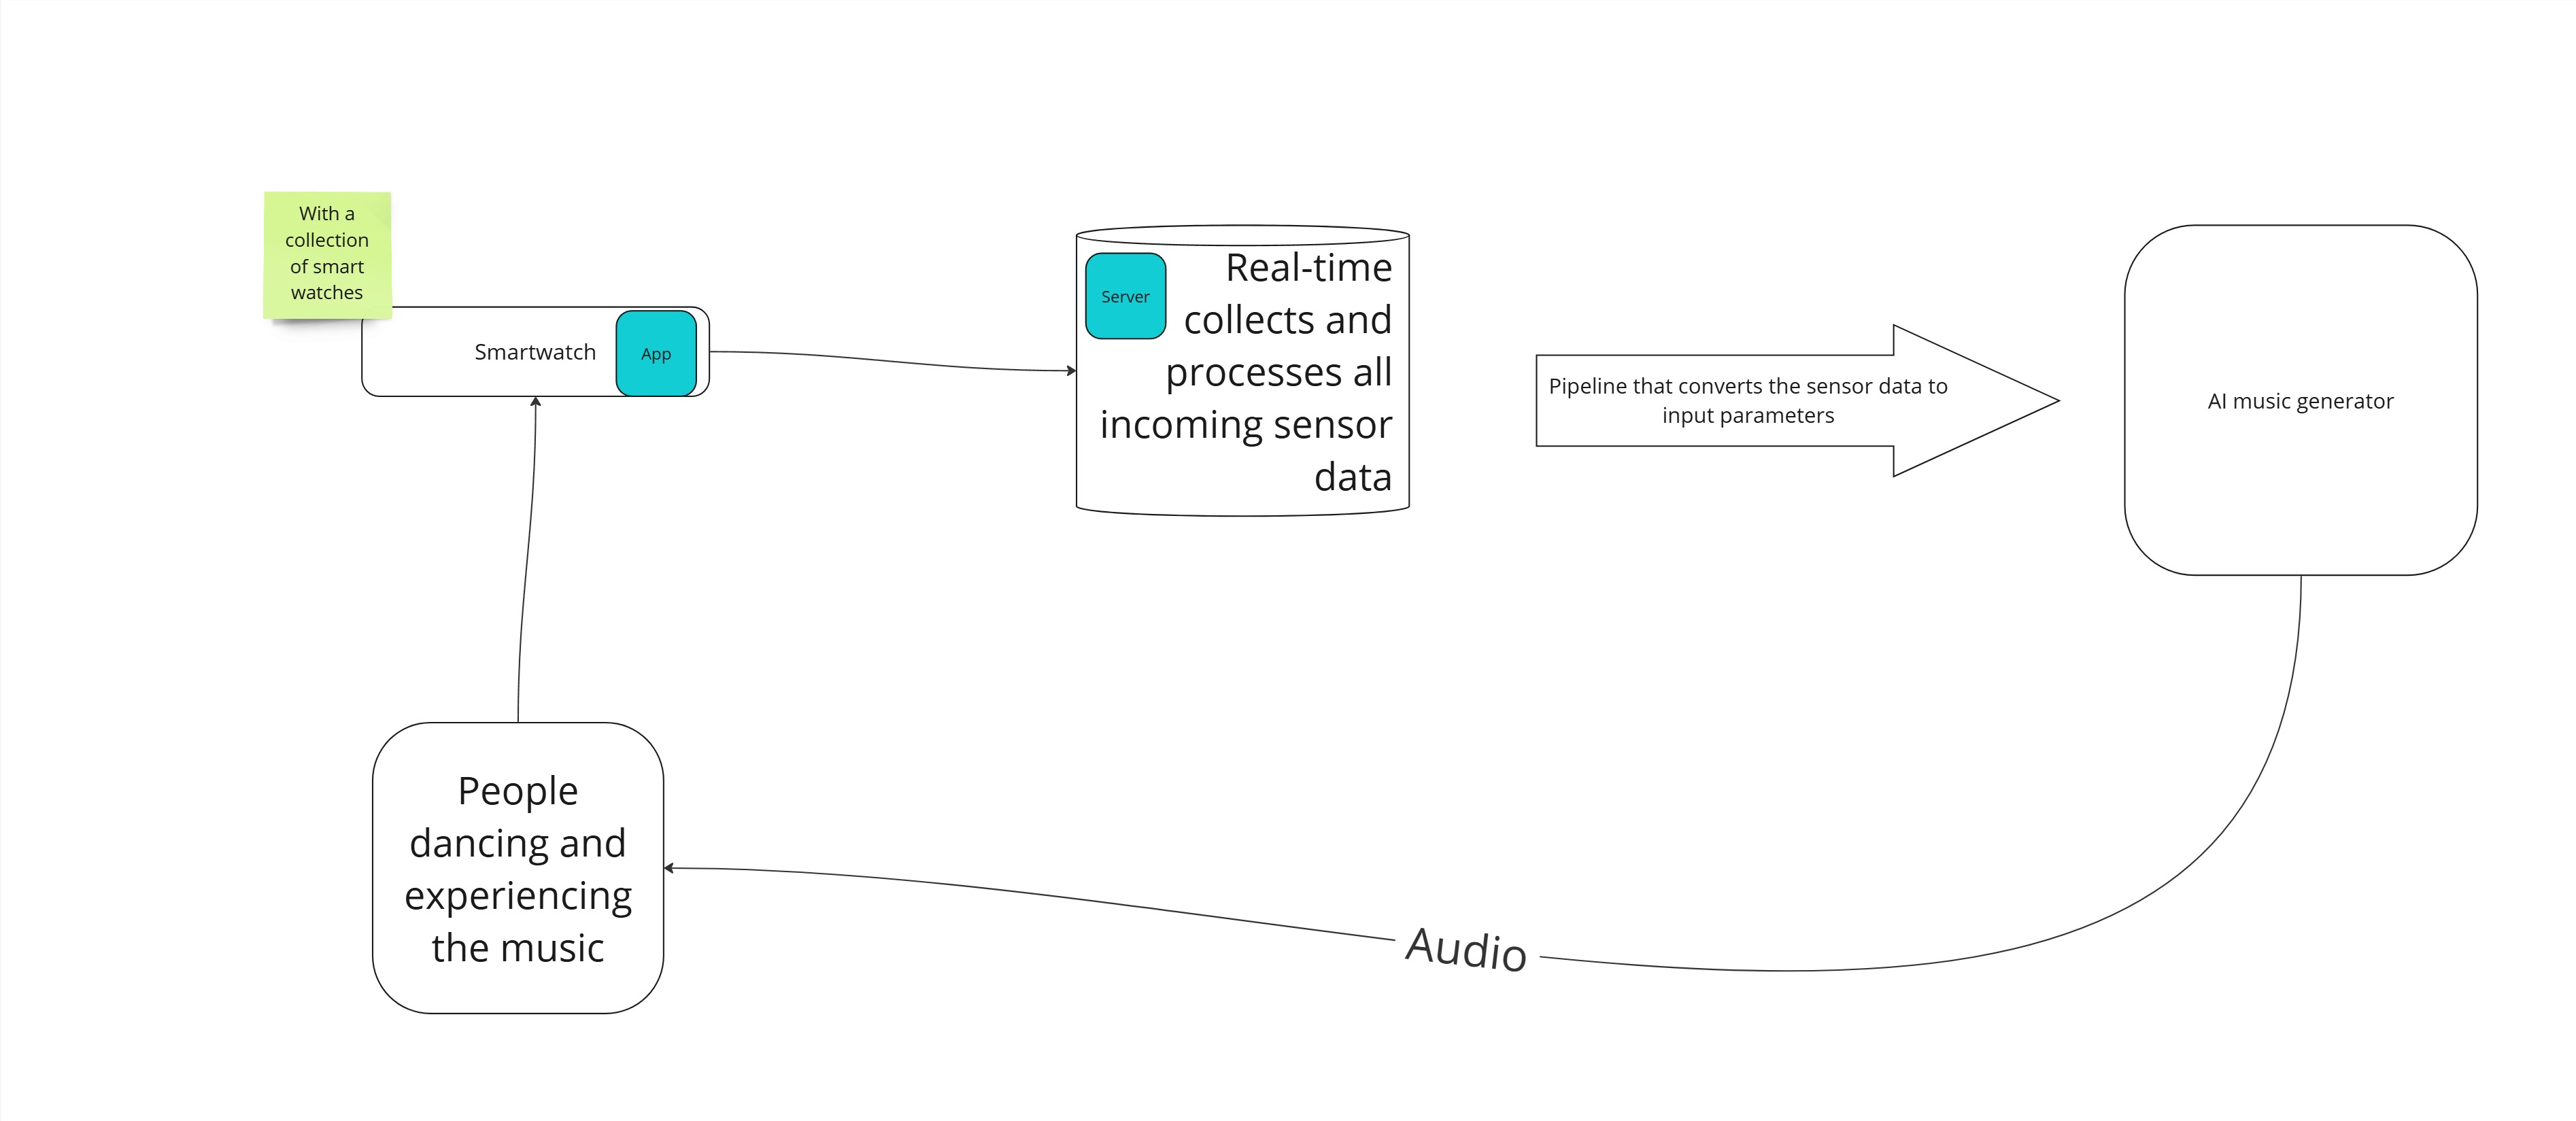 With a
collection
of smart
watches
Smartwatch
App
Server
Real-time
collects and
processes all
incoming sensor
data
Pipeline that converts the sensor data to
input parameters
AI music generator
People
dancing and
experiencing
the music
Audio